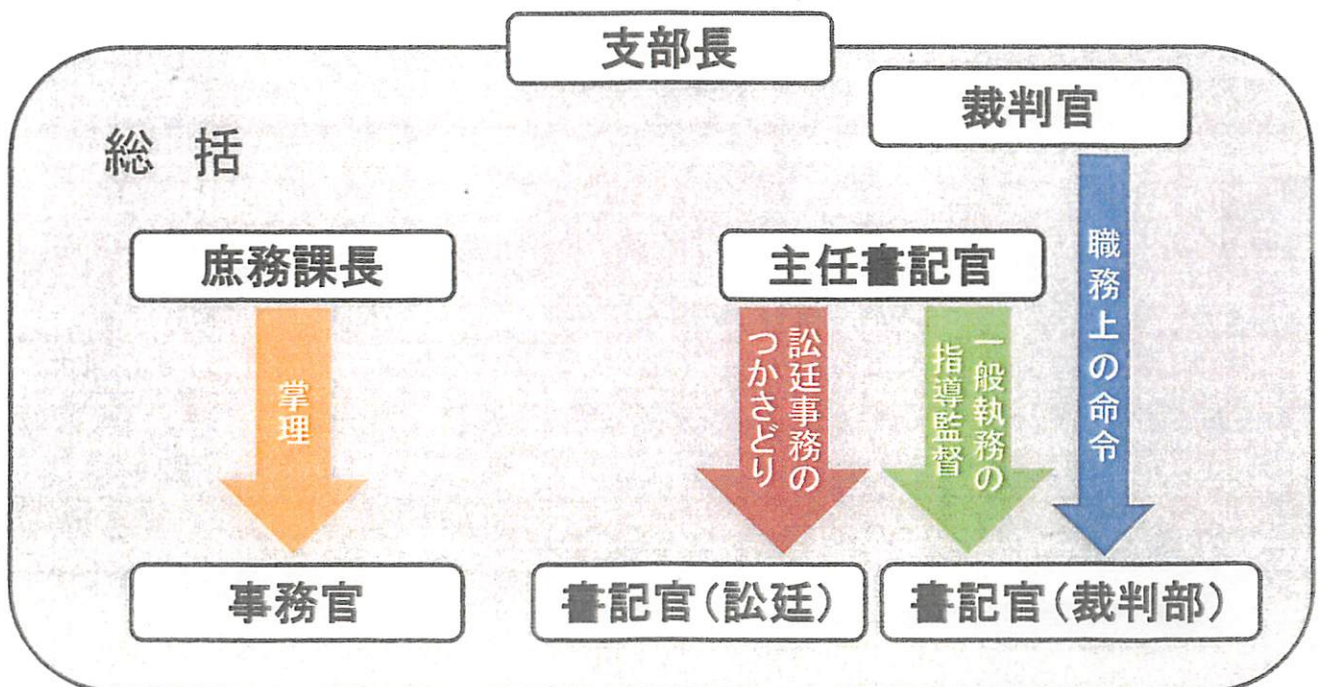 支部長
裁判官
総 括
庶務課長
主任書記官
掌理
訟廷事務の
つかさどり
一般執務の
指導監督
職務上の命令
事務官
書記官(訟廷)
書記官(裁判部)